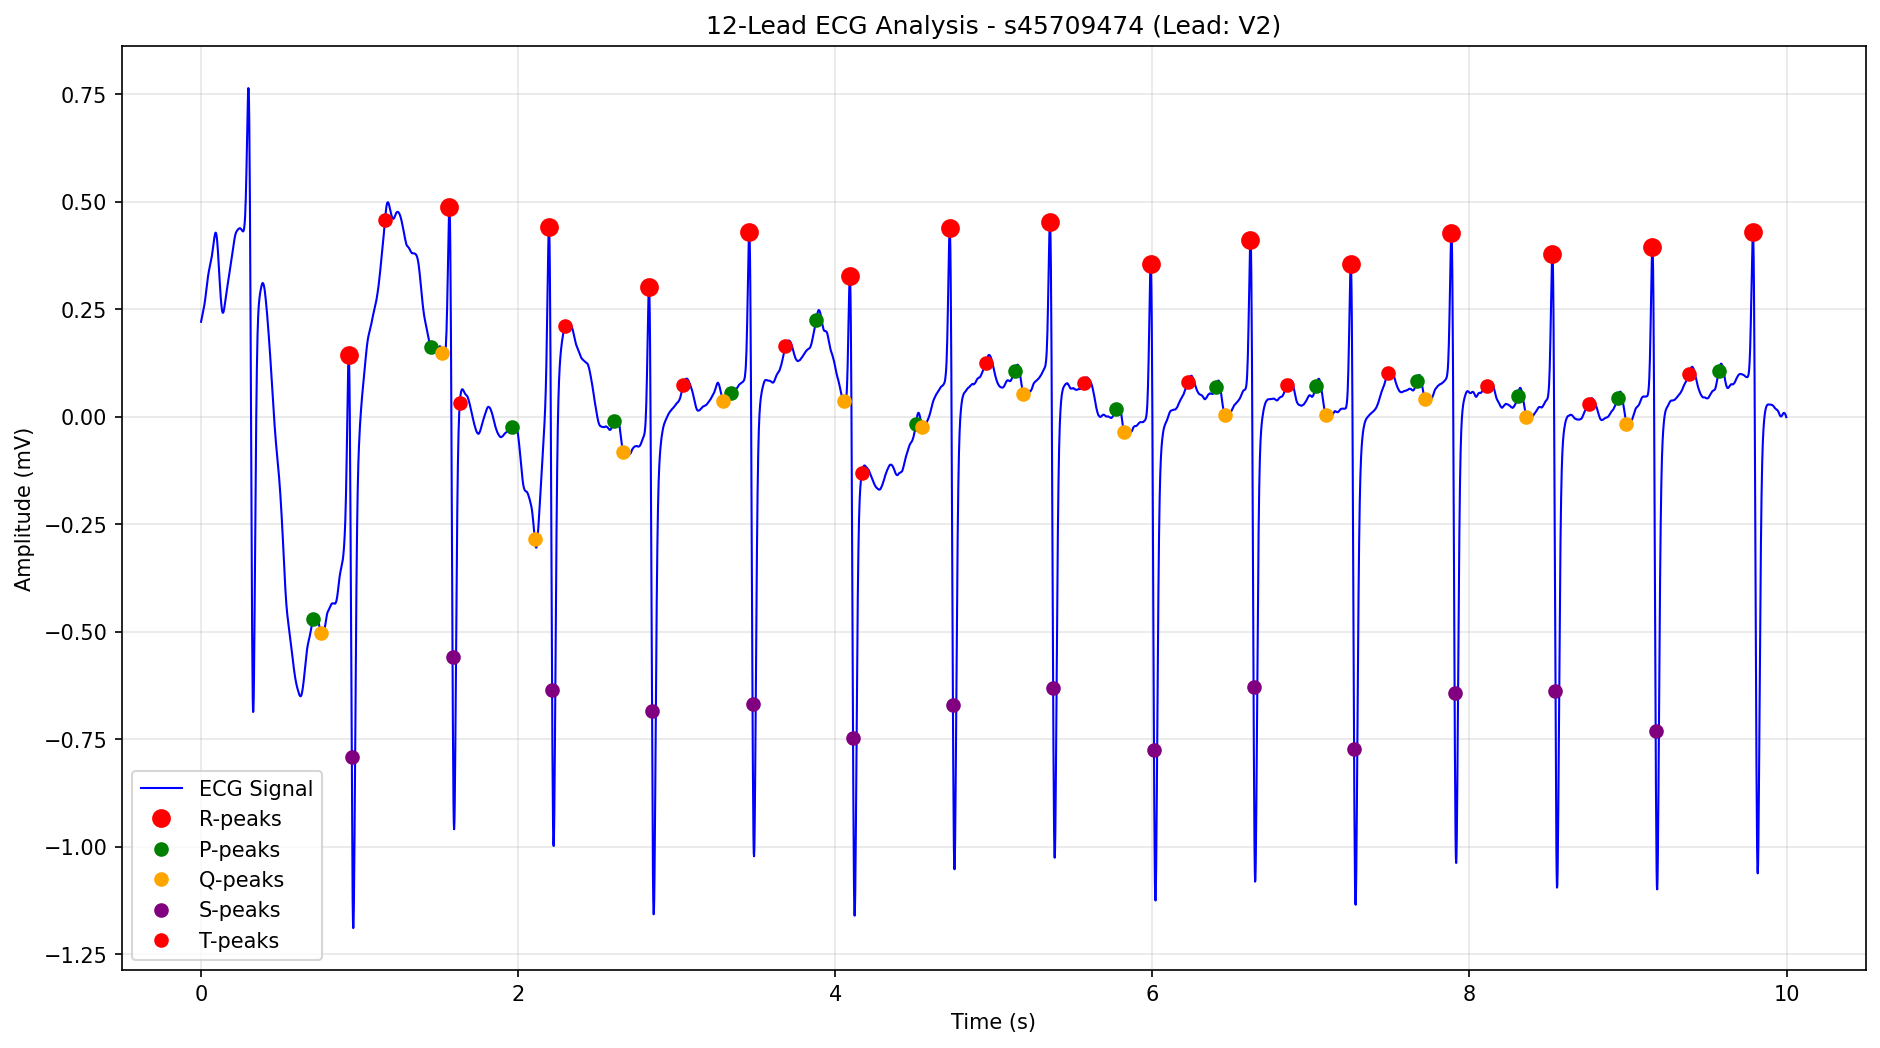 12-Lead ECG Analysis - s45709474 (Lead: V2)
Amplitude (mV)
0.75
0.50
0.25
0.00
−0.25
−0.50
−0.75
−1.00
−1.25
ECG Signal
R-peaks
P-peaks
Q-peaks
S-peaks
T-peaks
0 2 4 6 8 10
Time (s)